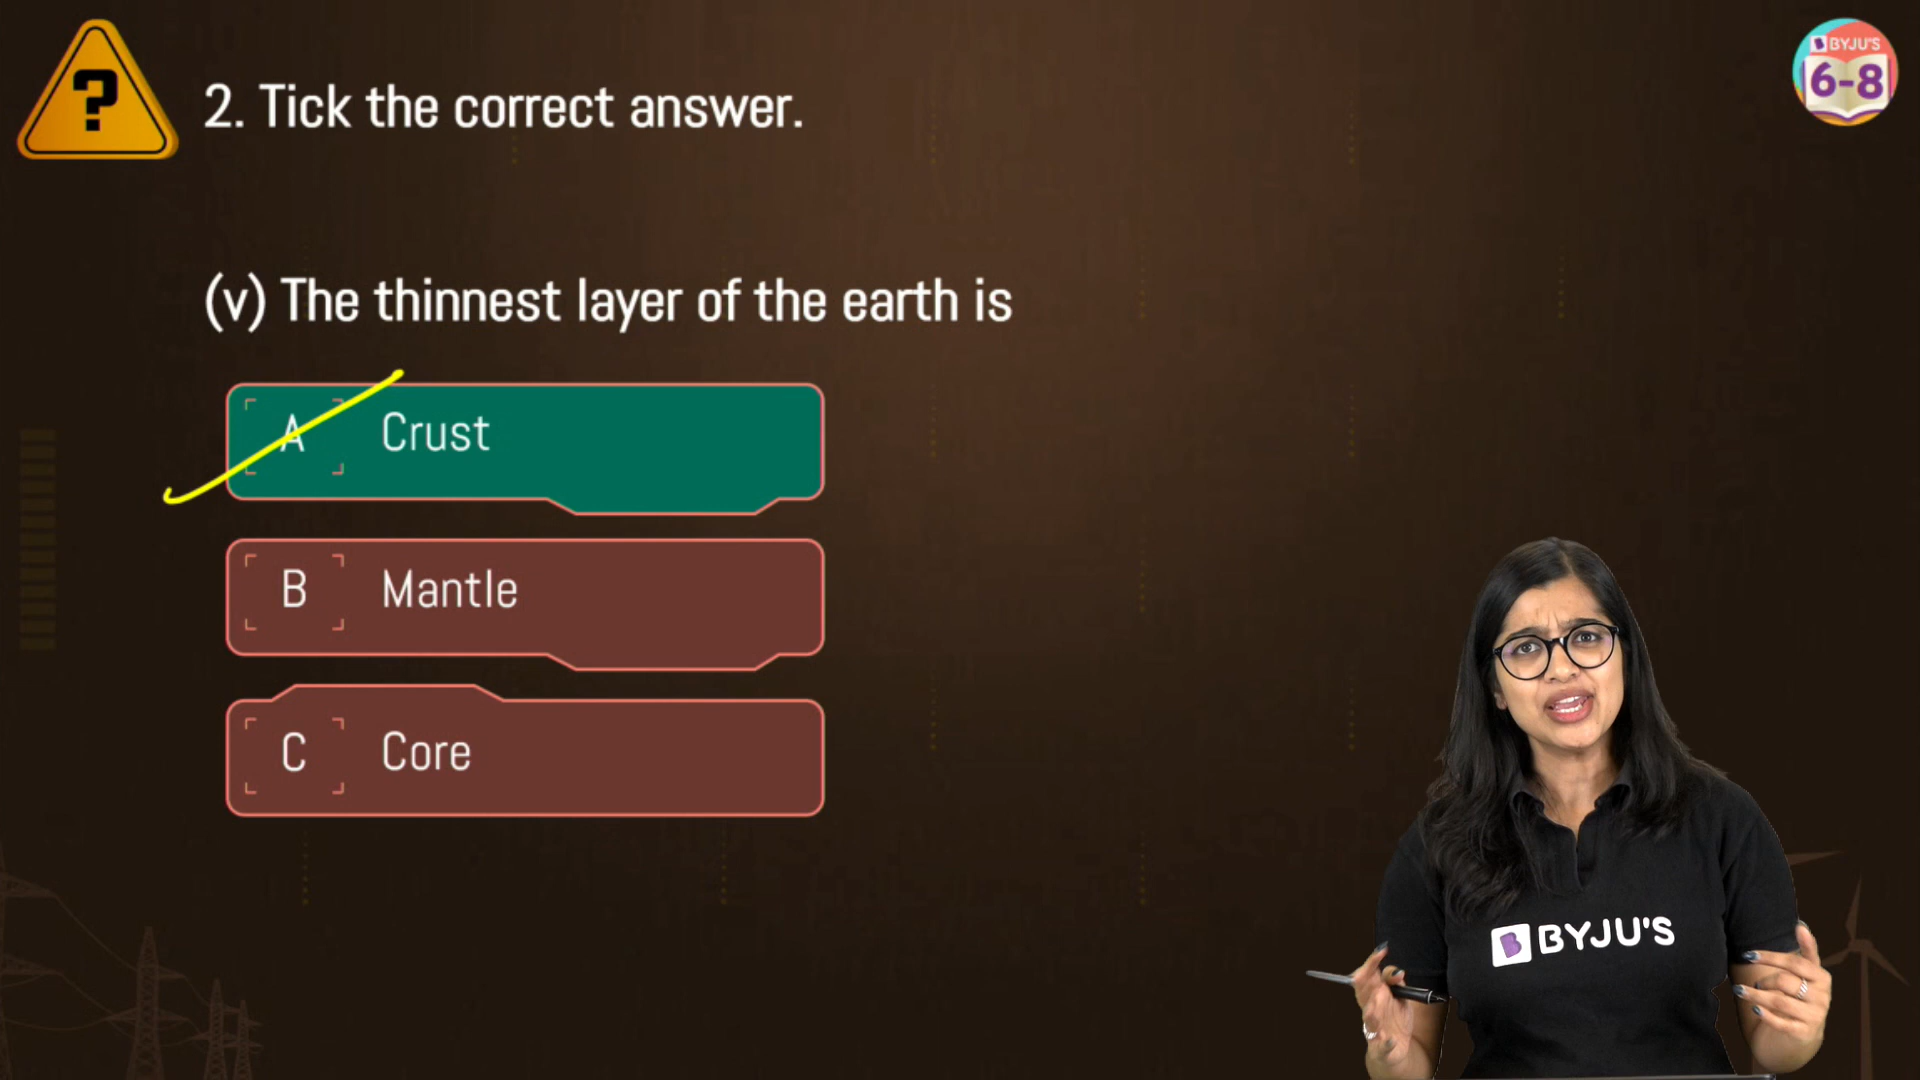 ?
2. Tick the correct answer.
BYJU'S
6-8
(v) The thinnest layer of the earth is
A Crust
B Mantle
C Core
B BYJU'S